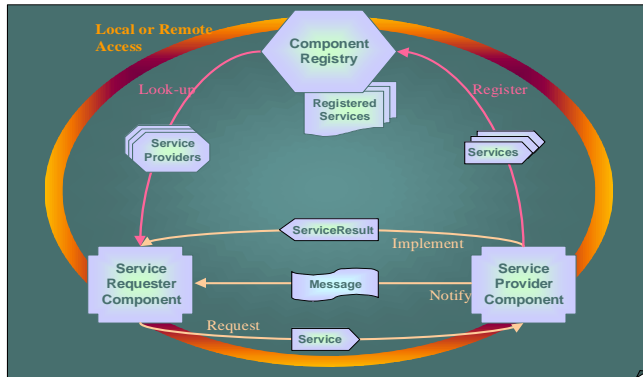 Local or Remote
Access
Component
Registry
Look-up
Registered
Services
Register
Service
Providers
Services
ServiceResult
Implement
Service
Requester
Component
Message
Notify
Service
Provider
Component
Request
Service